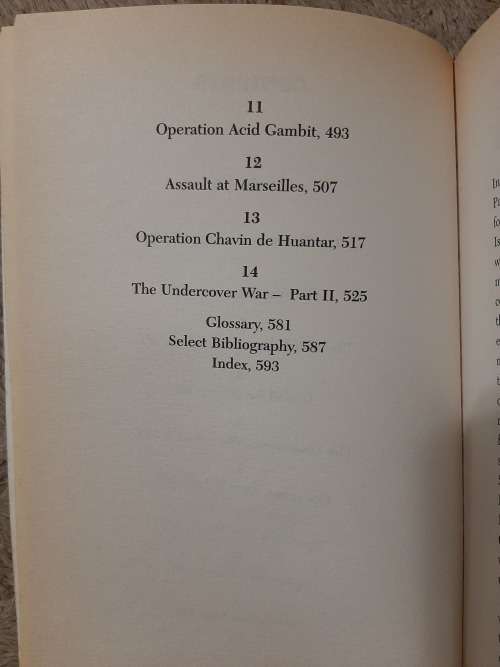 11
Operation Acid Gambit, 493
12
Assault at Marseilles, 507
13
Operation Chavin de Huantar, 517
14
The Undercover War – Part II, 525
Glossary, 581
Select Bibliography, 587
Index, 593